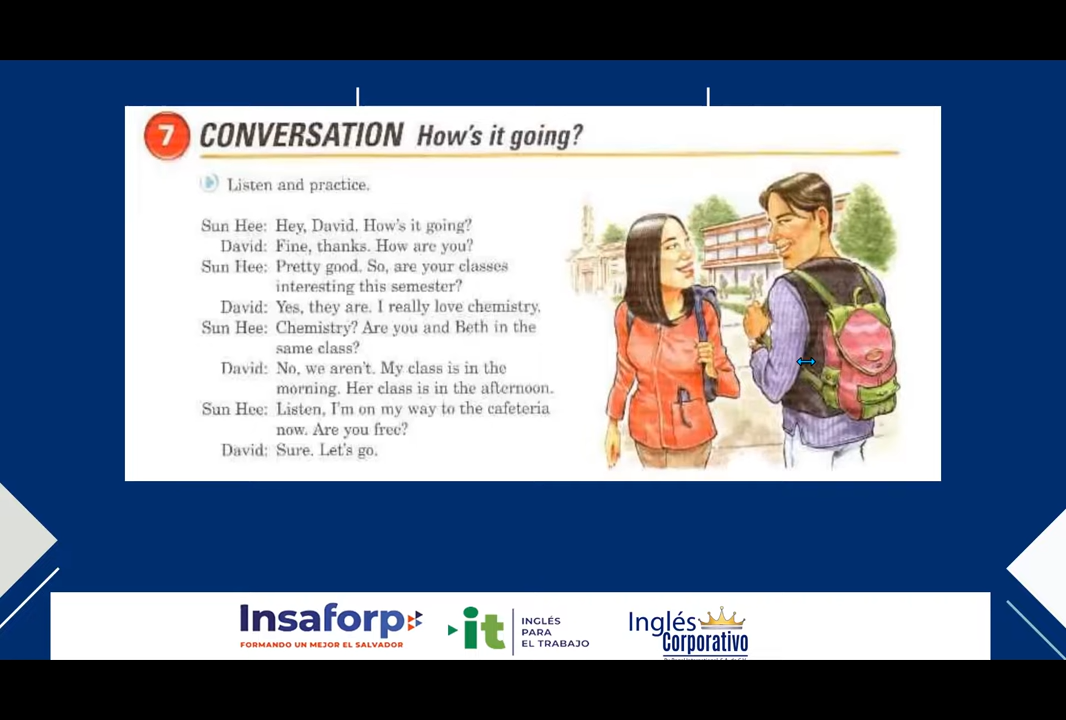 7 CONVERSATION How's it going?
Listen and practice.
Sun Hee: Hey, David. How's it going?
David: Fine, thanks. How are you?
Sun Hee: Pretty good. So, are your classes
interesting this semester?
David: Yes, they are. I really love chemistry.
Sun Hee: Chemistry? Are you and Beth in the
same class?
David: No, we aren't. My class is in the
morning. Her class is in the afternoon.
Sun Hee: Listen, I'm on my way to the cafeteria
now. Are you free?
David: Sure. Let's go.
Insaforp
FORMANDO UN MEJOR EL SALVADOR
it
INGLÉS
PARA
EL TRABAJO
Inglés
Corporativo